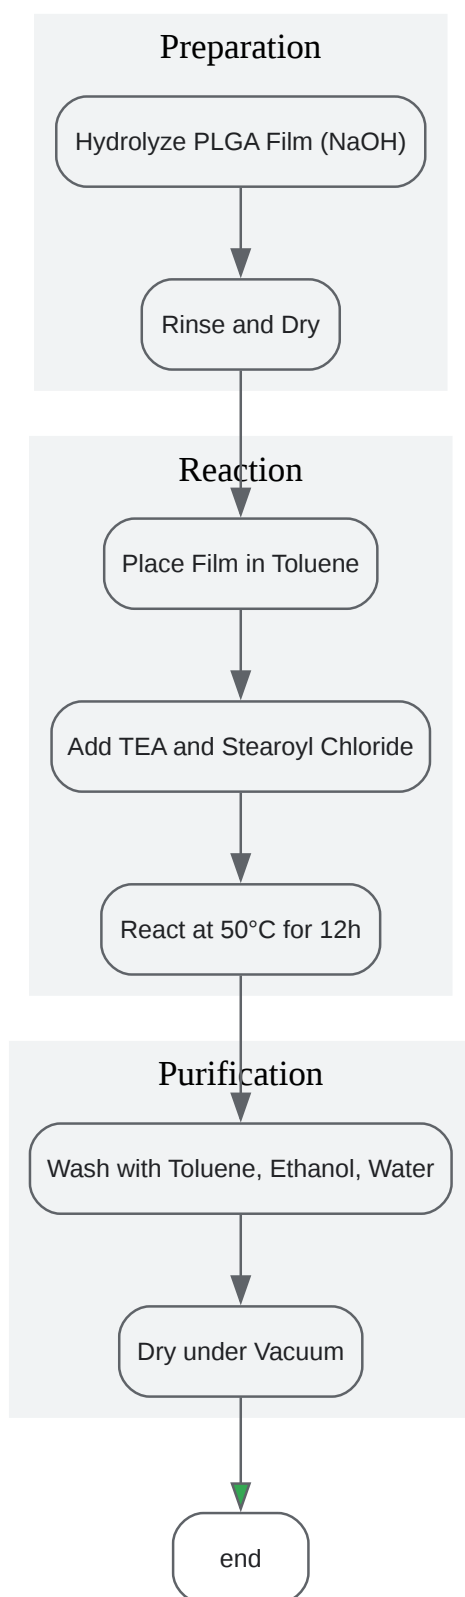 Preparation
Hydrolyze PLGA Film (NaOH)
Rinse and Dry
Reaction
Place Film in Toluene
Add TEA and Stearoyl Chloride
React at 50°C for 12h
Purification
Wash with Toluene, Ethanol, Water
Dry under Vacuum
end